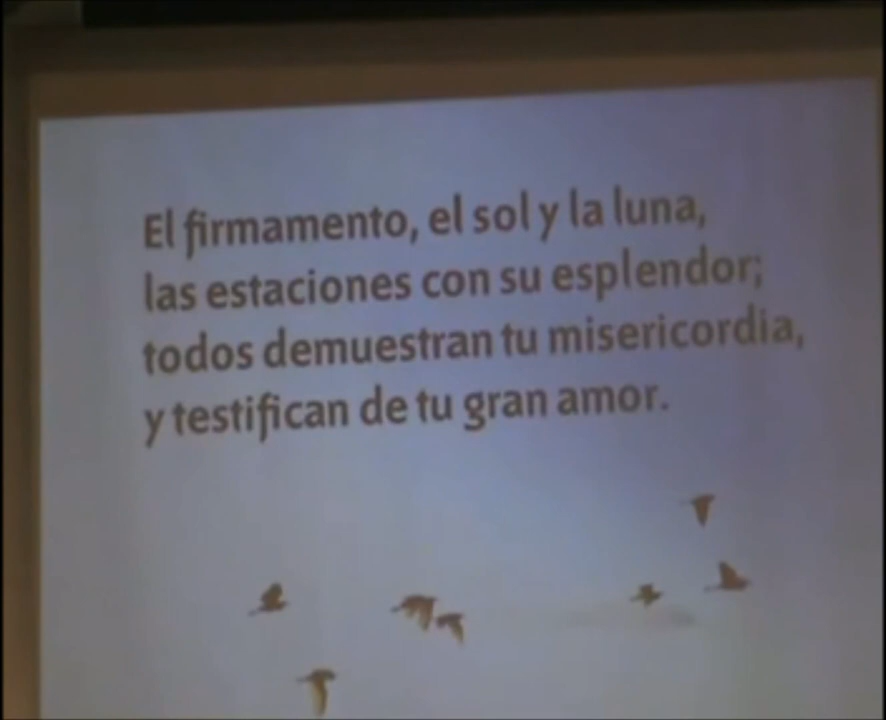 El firmamento, el sol y la luna,
las estaciones con su esplendor;
todos demuestran tu misericordia,
y testifican de tu gran amor.